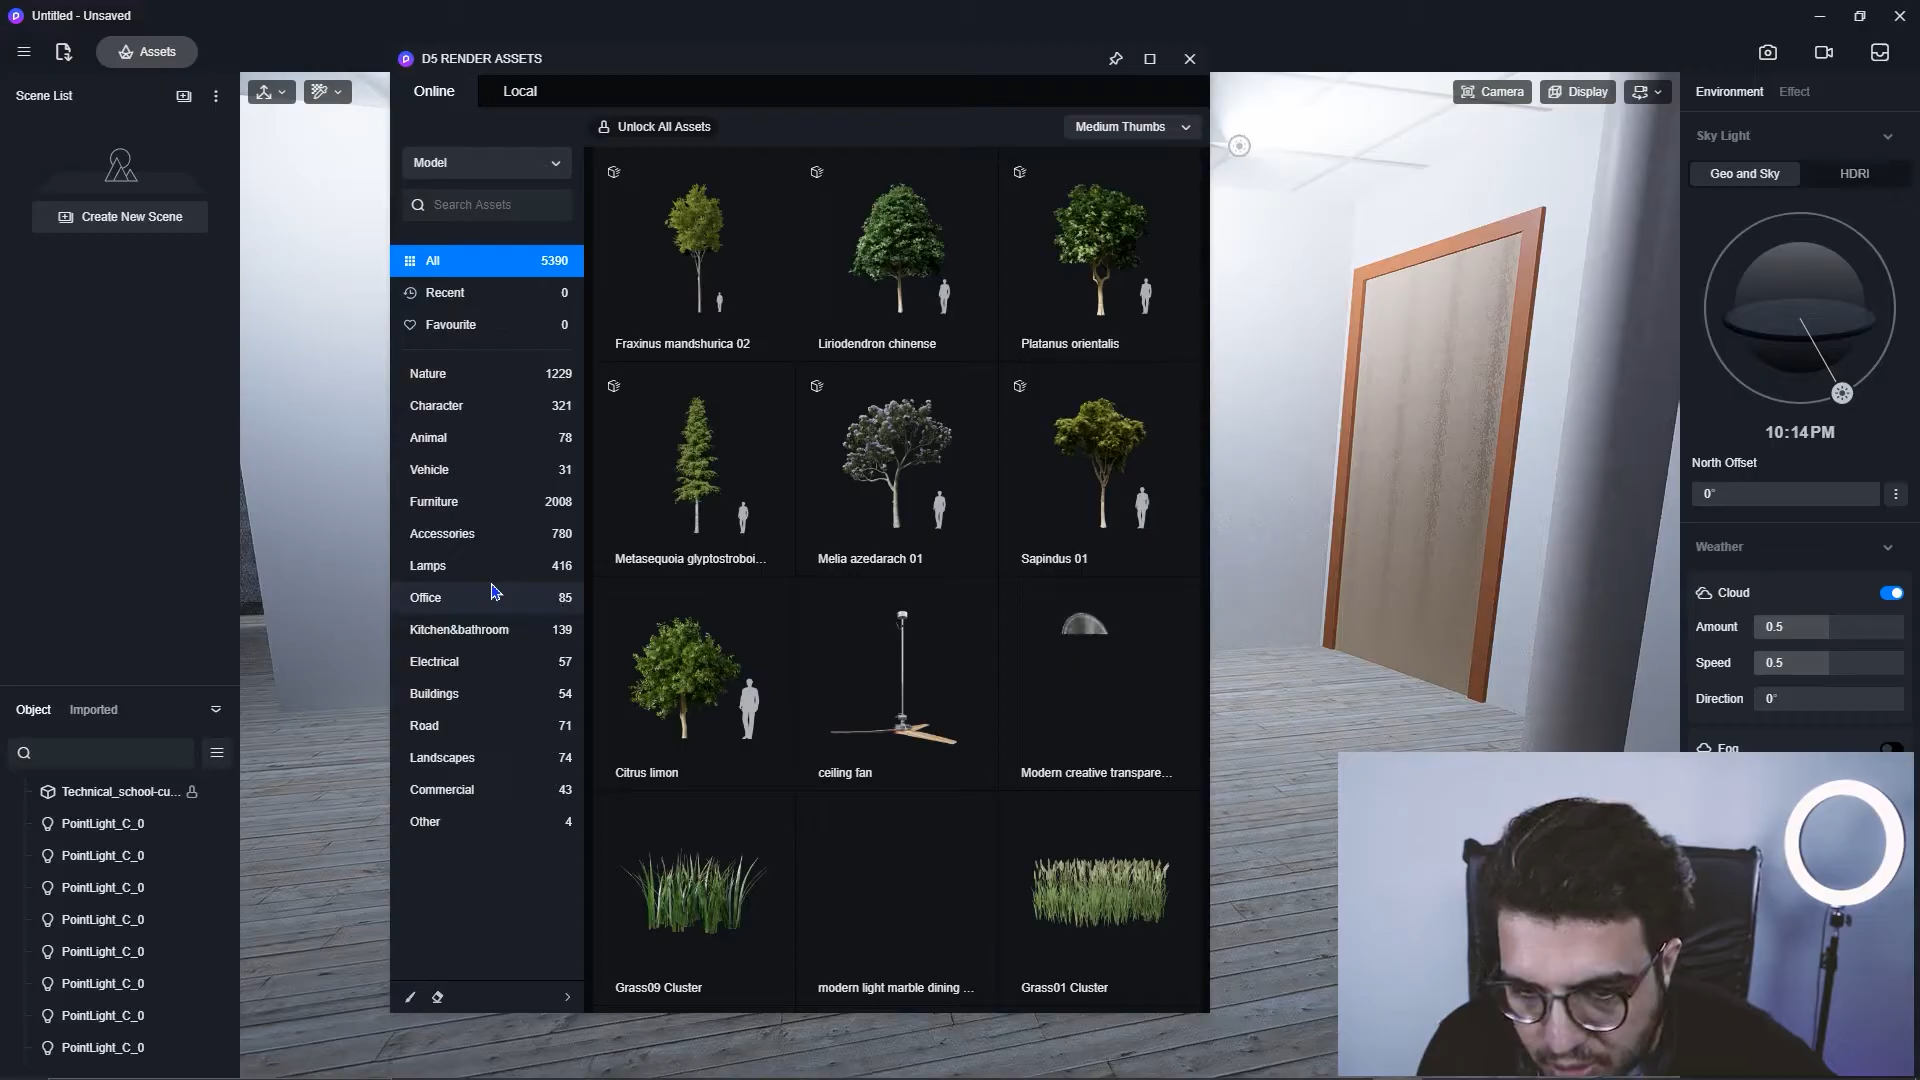 Untitled - Unsaved
Assets
Scene List
Create New Scene
Object
Imported
Technical_school-cu...
PointLight_C_0
PointLight_C_0
PointLight_C_0
PointLight_C_0
PointLight_C_0
PointLight_C_0
PointLight_C_0
PointLight_C_0
D5 RENDER ASSETS
Online
Local
Unlock All Assets
Medium Thumbs
Model
Search Assets
All 5390
Recent 0
Favourite 0
Nature 1229
Character 321
Animal 78
Vehicle 31
Furniture 2008
Accessories 780
Lamps 416
Office 85
Kitchen&bathroom 139
Electrical 57
Buildings 54
Road 71
Landscapes 74
Commercial 43
Other 4
Fraxinus mandshurica 02
Liriodendron chinense
Platanus orientalis
Metasequoia glyptostroboi...
Melia azedarach 01
Sapindus 01
Citrus limon
ceiling fan
Modern creative transpare...
Grass09 Cluster
modern light marble dining ...
Grass01 Cluster
Camera
Display
Environment
Effect
Sky Light
Geo and Sky
HDRI
10:14PM
North Offset
0°
Weather
Cloud
Amount 0.5
Speed 0.5
Direction 0°
Fog